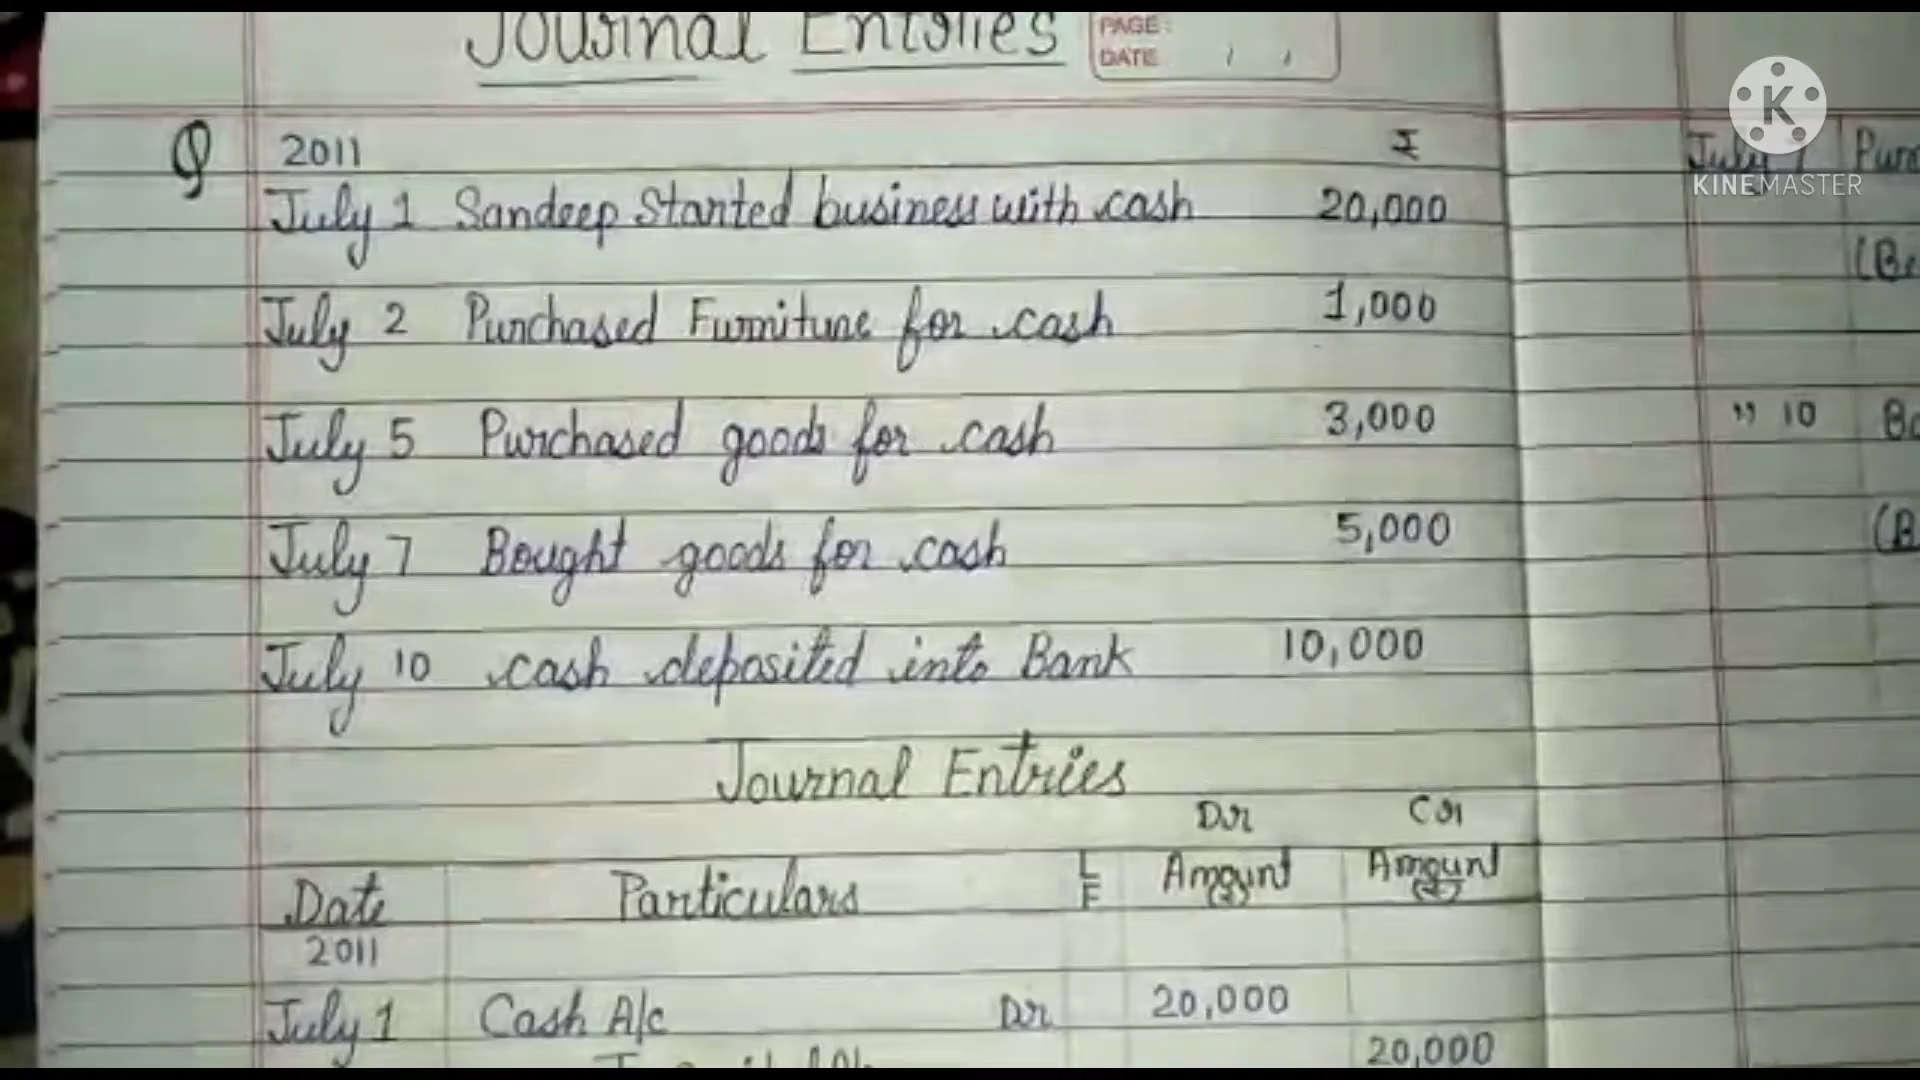 Journal Entries
PAGE :
DATE / /
Q 2011 ₹
July 1 Sandeep Started business with cash 20,000
July 2 Purchased Furniture for cash 1,000
July 5 Purchased goods for cash 3,000
July 7 Bought goods for cash 5,000
July 10 cash deposited into Bank 10,000
Journal Entries
Dr Cr
Date Particulars LF Amount (₹) Amount (₹)
2011
July 1 Cash A/c Dr 20,000
20,000
July 7
" 10
K
KINEMASTER